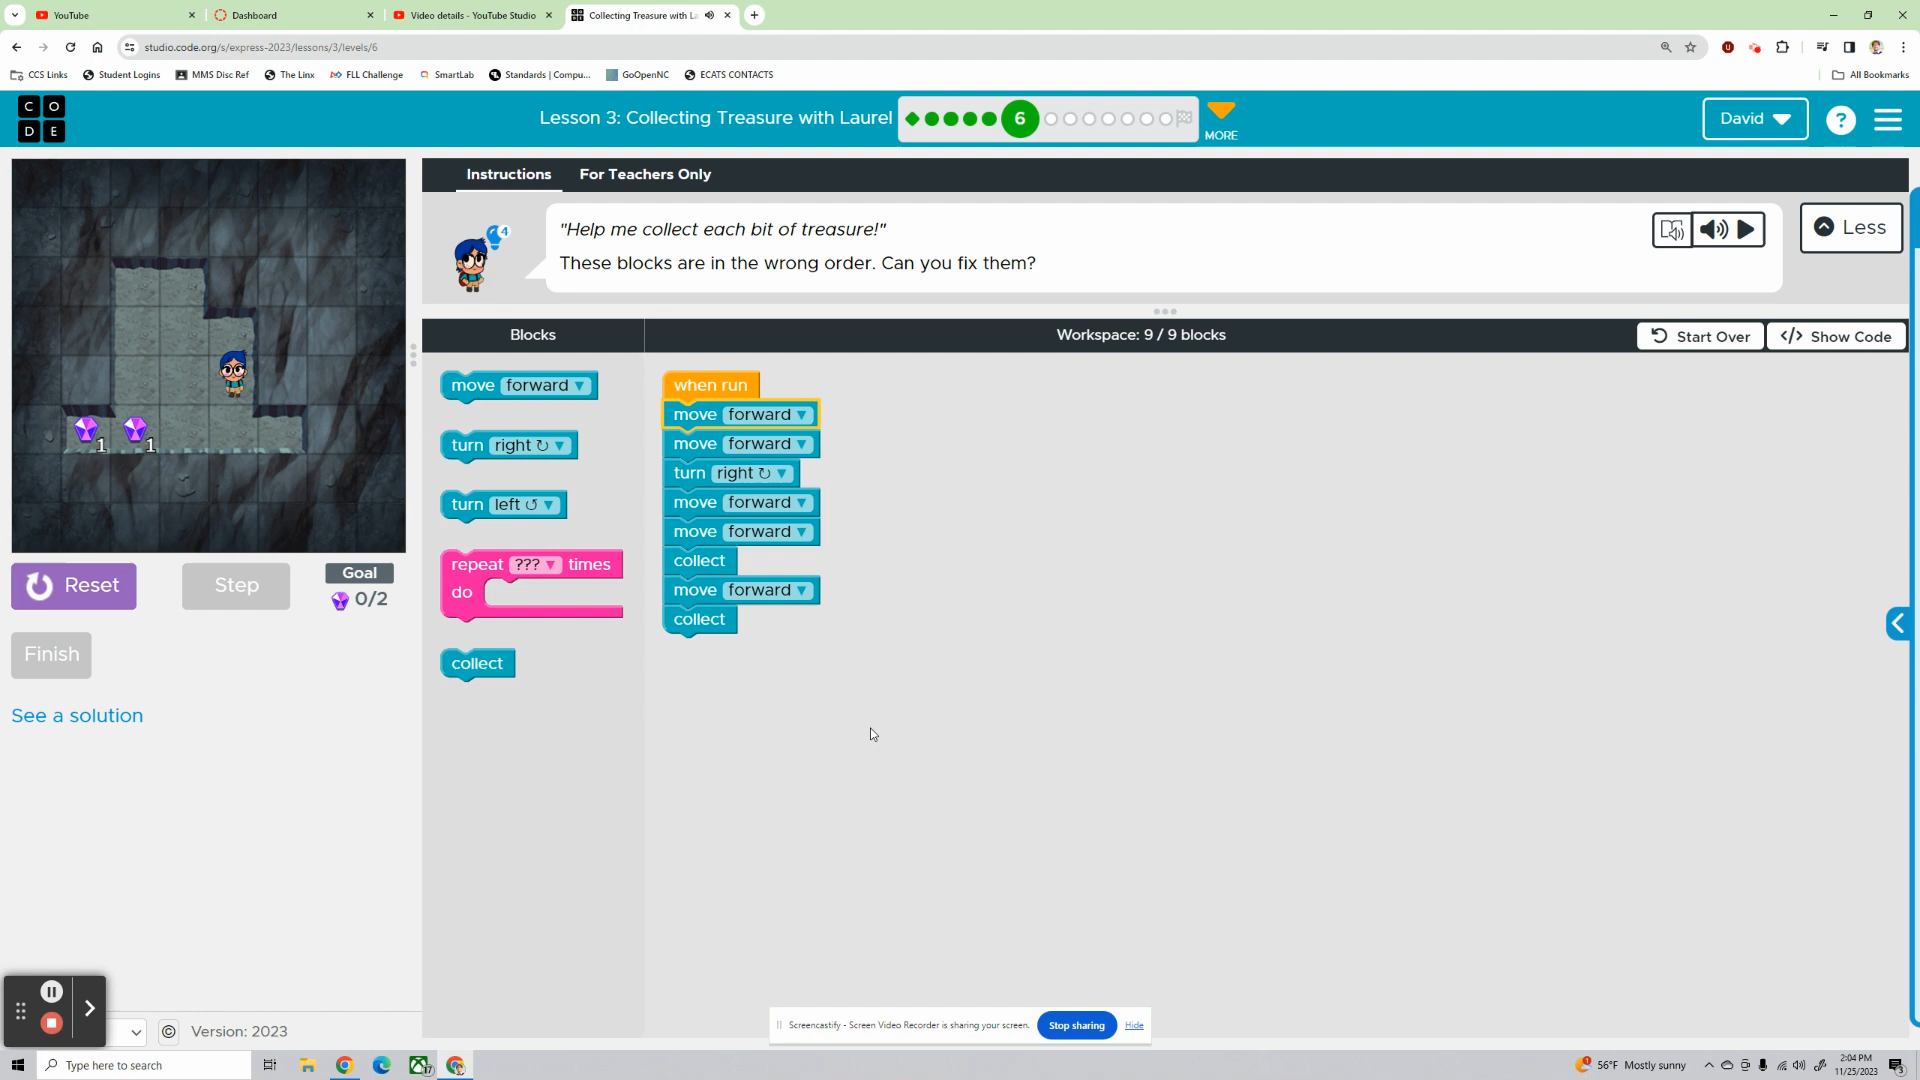 YouTube
Dashboard
Video details - YouTube Studio
Collecting Treasure with La
studio.code.org/s/express-2023/lessons/3/levels/6
CCS Links
Student Logins
MMS Disc Ref
The Linx
FLL Challenge
SmartLab
Standards | Compu...
GoOpenNC
ECATS CONTACTS
All Bookmarks
C O
D E
Lesson 3: Collecting Treasure with Laurel
6
MORE
David
?
Instructions
For Teachers Only
4
"Help me collect each bit of treasure!"
These blocks are in the wrong order. Can you fix them?
Less
Blocks
Workspace: 9 / 9 blocks
Start Over
</> Show Code
move forward
turn right
turn left
repeat ??? times
do
collect
when run
move forward
move forward
turn right
move forward
move forward
collect
move forward
collect
1
1
Reset
Step
Goal
0/2
Finish
See a solution
© Version: 2023
Screencastify - Screen Video Recorder is sharing your screen.
Stop sharing
Hide
Type here to search
17
1
56°F Mostly sunny
2:04 PM
11/25/2023
3